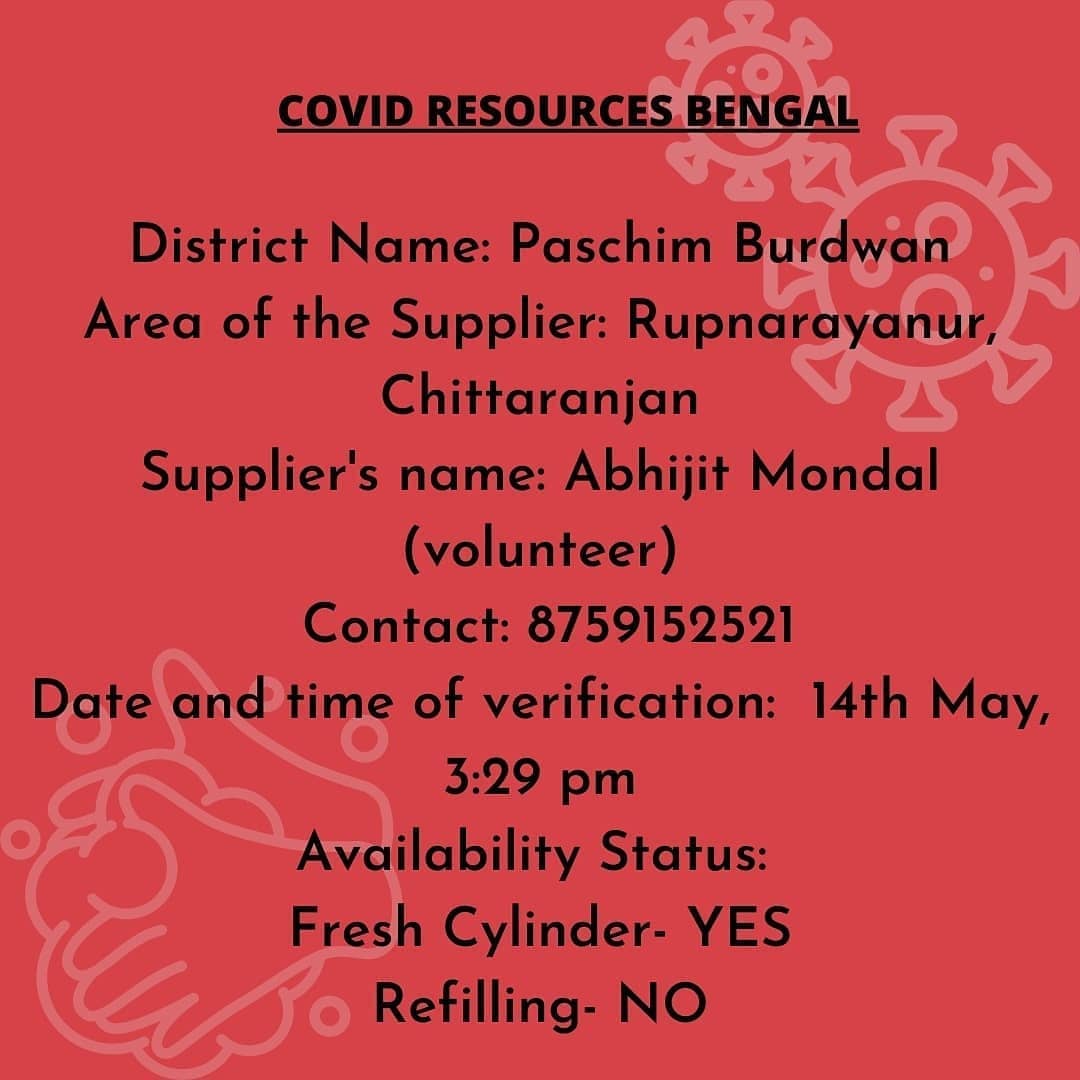 COVID RESOURCES BENGAL
District Name: Paschim Burdwan
Area of the Supplier: Rupnarayanur,
Chittaranjan
Supplier's name: Abhijit Mondal
(volunteer)
Contact: 8759152521
Date and time of verification: 14th May,
3:29 pm
Availability Status:
Fresh Cylinder- YES
Refilling- NO